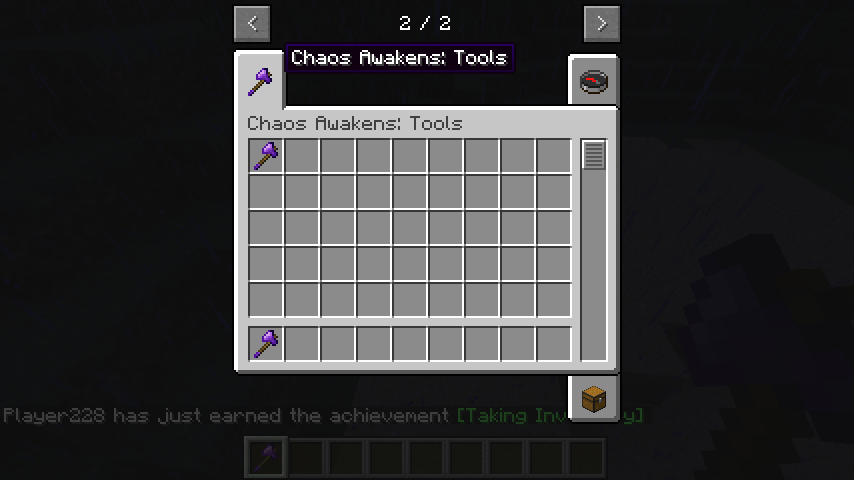 2 / 2
Chaos Awakens: Tools
Chaos Awakens: Tools
Player228 has just earned the achievement [Taking Inv y]